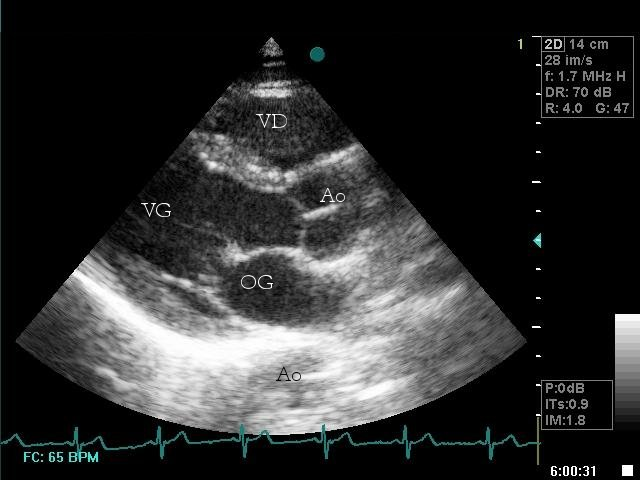 1
2D 14 cm
28 im/s
f: 1.7 MHz H
DR: 70 dB
R: 4.0 G: 47
VD
Ao
VG
OG
Ao
P:0dB
ITs:0.9
IM:1.8
FC: 65 BPM
6:00:31